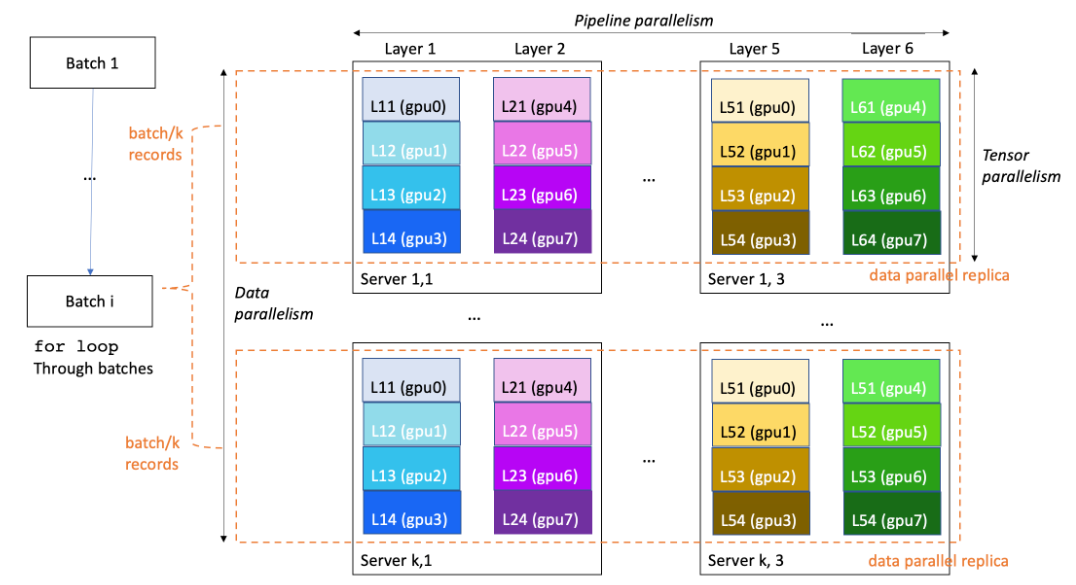 Pipeline parallelism
Layer 1
Layer 2
Layer 5
Layer 6
Batch 1
batch/k
records
...
Batch i
for loop
Through batches
batch/k
records
Data
parallelism
L11 (gpu0)
L12 (gpu1)
L13 (gpu2)
L14 (gpu3)
L21 (gpu4)
L22 (gpu5)
L23 (gpu6)
L24 (gpu7)
...
L51 (gpu0)
L52 (gpu1)
L53 (gpu2)
L54 (gpu3)
L61 (gpu4)
L62 (gpu5)
L63 (gpu6)
L64 (gpu7)
Tensor
parallelism
Server 1,1
Server 1, 3
data parallel replica
...
...
L11 (gpu0)
L12 (gpu1)
L13 (gpu2)
L14 (gpu3)
L21 (gpu4)
L22 (gpu5)
L23 (gpu6)
L24 (gpu7)
...
L51 (gpu0)
L52 (gpu1)
L53 (gpu2)
L54 (gpu3)
L51 (gpu4)
L52 (gpu5)
L53 (gpu6)
L54 (gpu7)
Server k,1
Server k, 3
data parallel replica